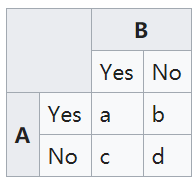 B
Yes No
A Yes a b
No c d